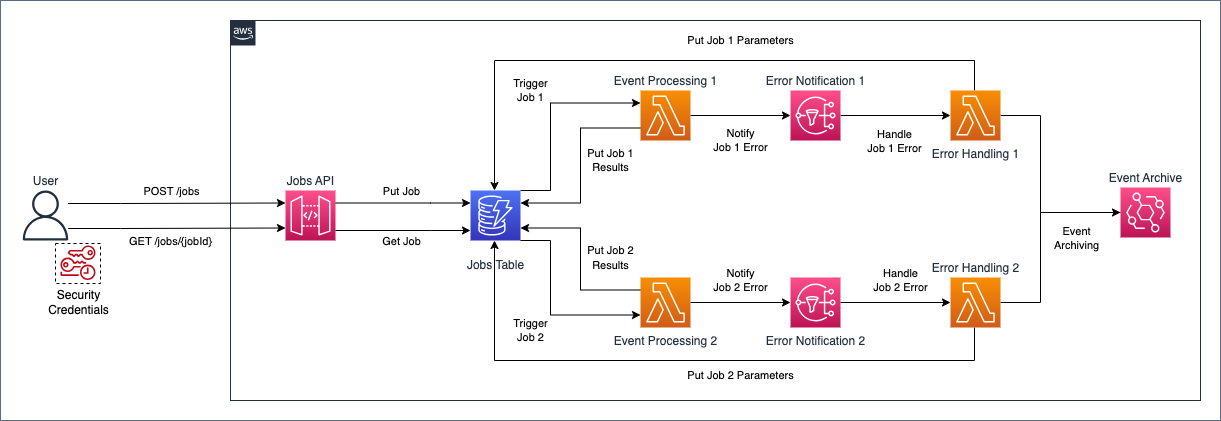 aws
Put Job 1 Parameters
Trigger
Job 1
Event Processing 1
Error Notification 1
Notify
Job 1 Error
Handle
Job 1 Error
Error Handling 1
Put Job 1
Results
User
POST /jobs
Jobs API
Put Job
Event Archive
GET /jobs/{jobId}
Get Job
Event
Archiving
Jobs Table
Put Job 2
Results
Notify
Job 2 Error
Handle
Job 2 Error
Error Handling 2
Security
Credentials
Trigger
Job 2
Event Processing 2
Error Notification 2
Put Job 2 Parameters